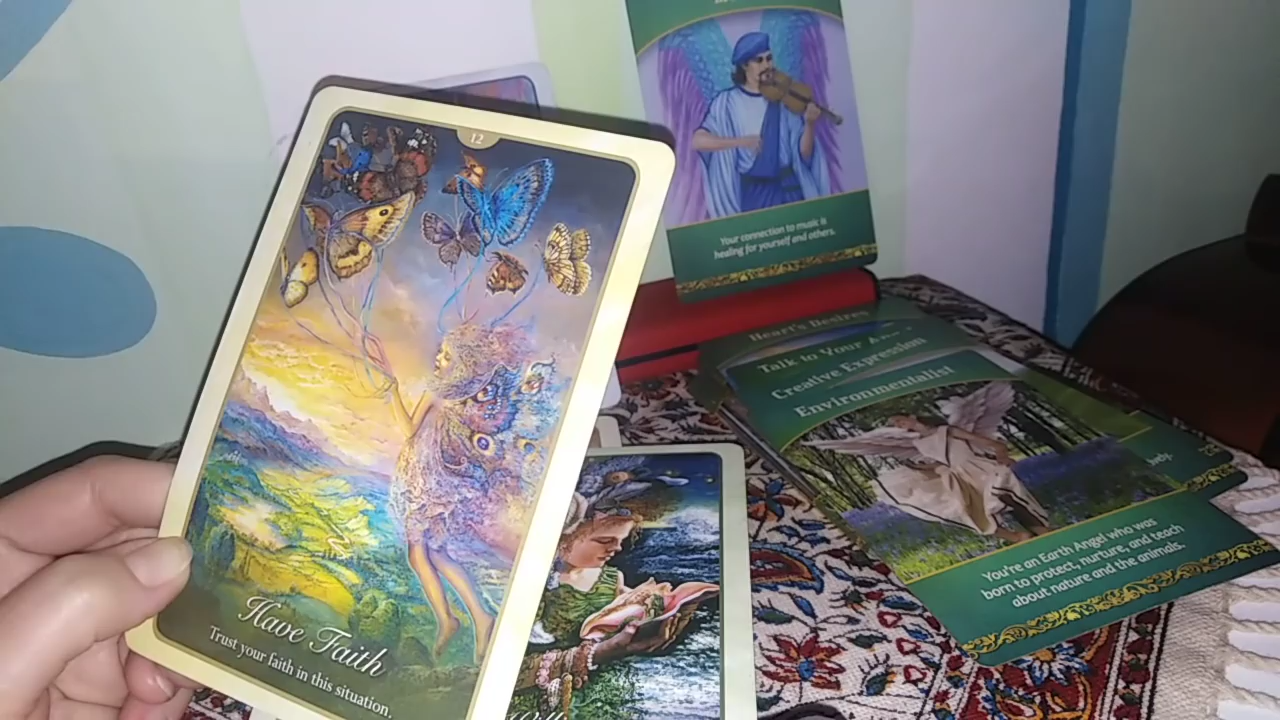 12
Have Faith
Trust your faith in this situation.
Your connection to music is
healing for yourself and others.
Heart's Desires
Talk to Your
Creative Expression
Environmentalist
You're an Earth Angel who was
born to protect, nurture, and teach
about nature and the animals.